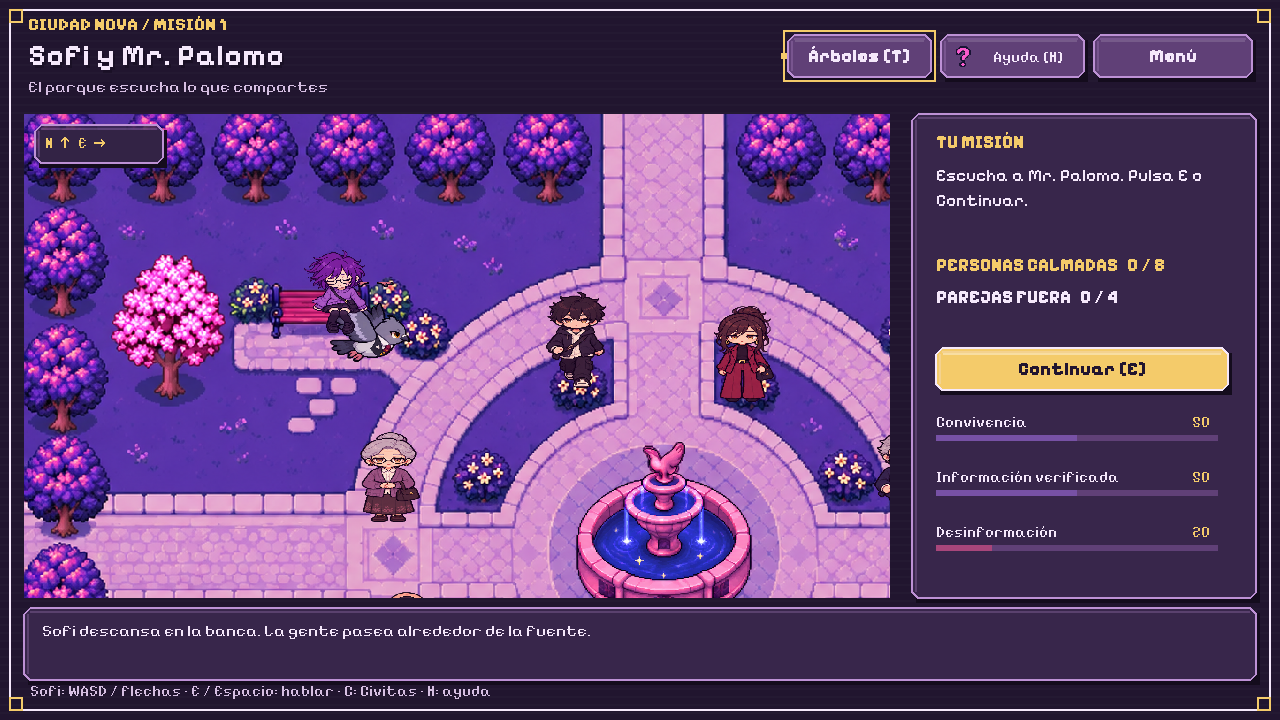 CIUDAD NOVA / MISIÓN 1
Sofi y Mr. Palomo
El parque escucha lo que compartes
Árboles (T)
? Ayuda (H)
Menú
N ↑ E →
TU MISIÓN
Escucha a Mr. Palomo. Pulsa E o
Continuar.
PERSONAS CALMADAS 0 / 8
PAREJAS FUERA 0 / 4
Continuar (E)
Convivencia 50
Información verificada 50
Desinformación 20
Sofi descansa en la banca. La gente pasea alrededor de la fuente.
Sofi: WASD / flechas · E / Espacio: hablar · C: Civitas · H: ayuda